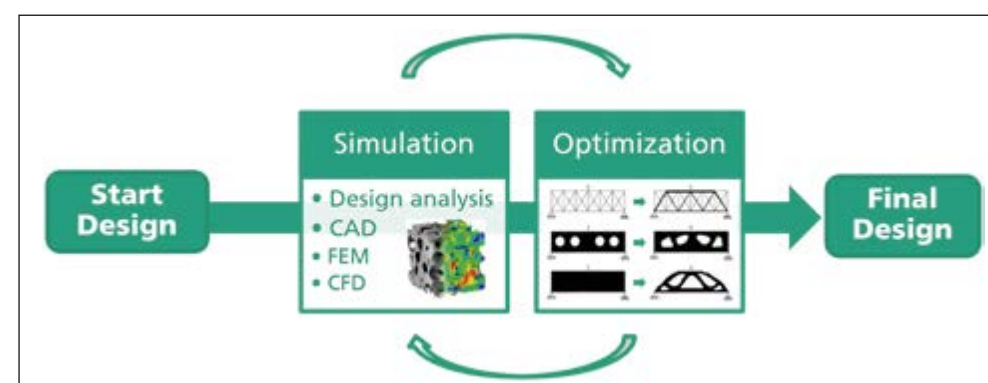 Start
Design
Simulation
• Design analysis
• CAD
• FEM
• CFD
Optimization
Final
Design